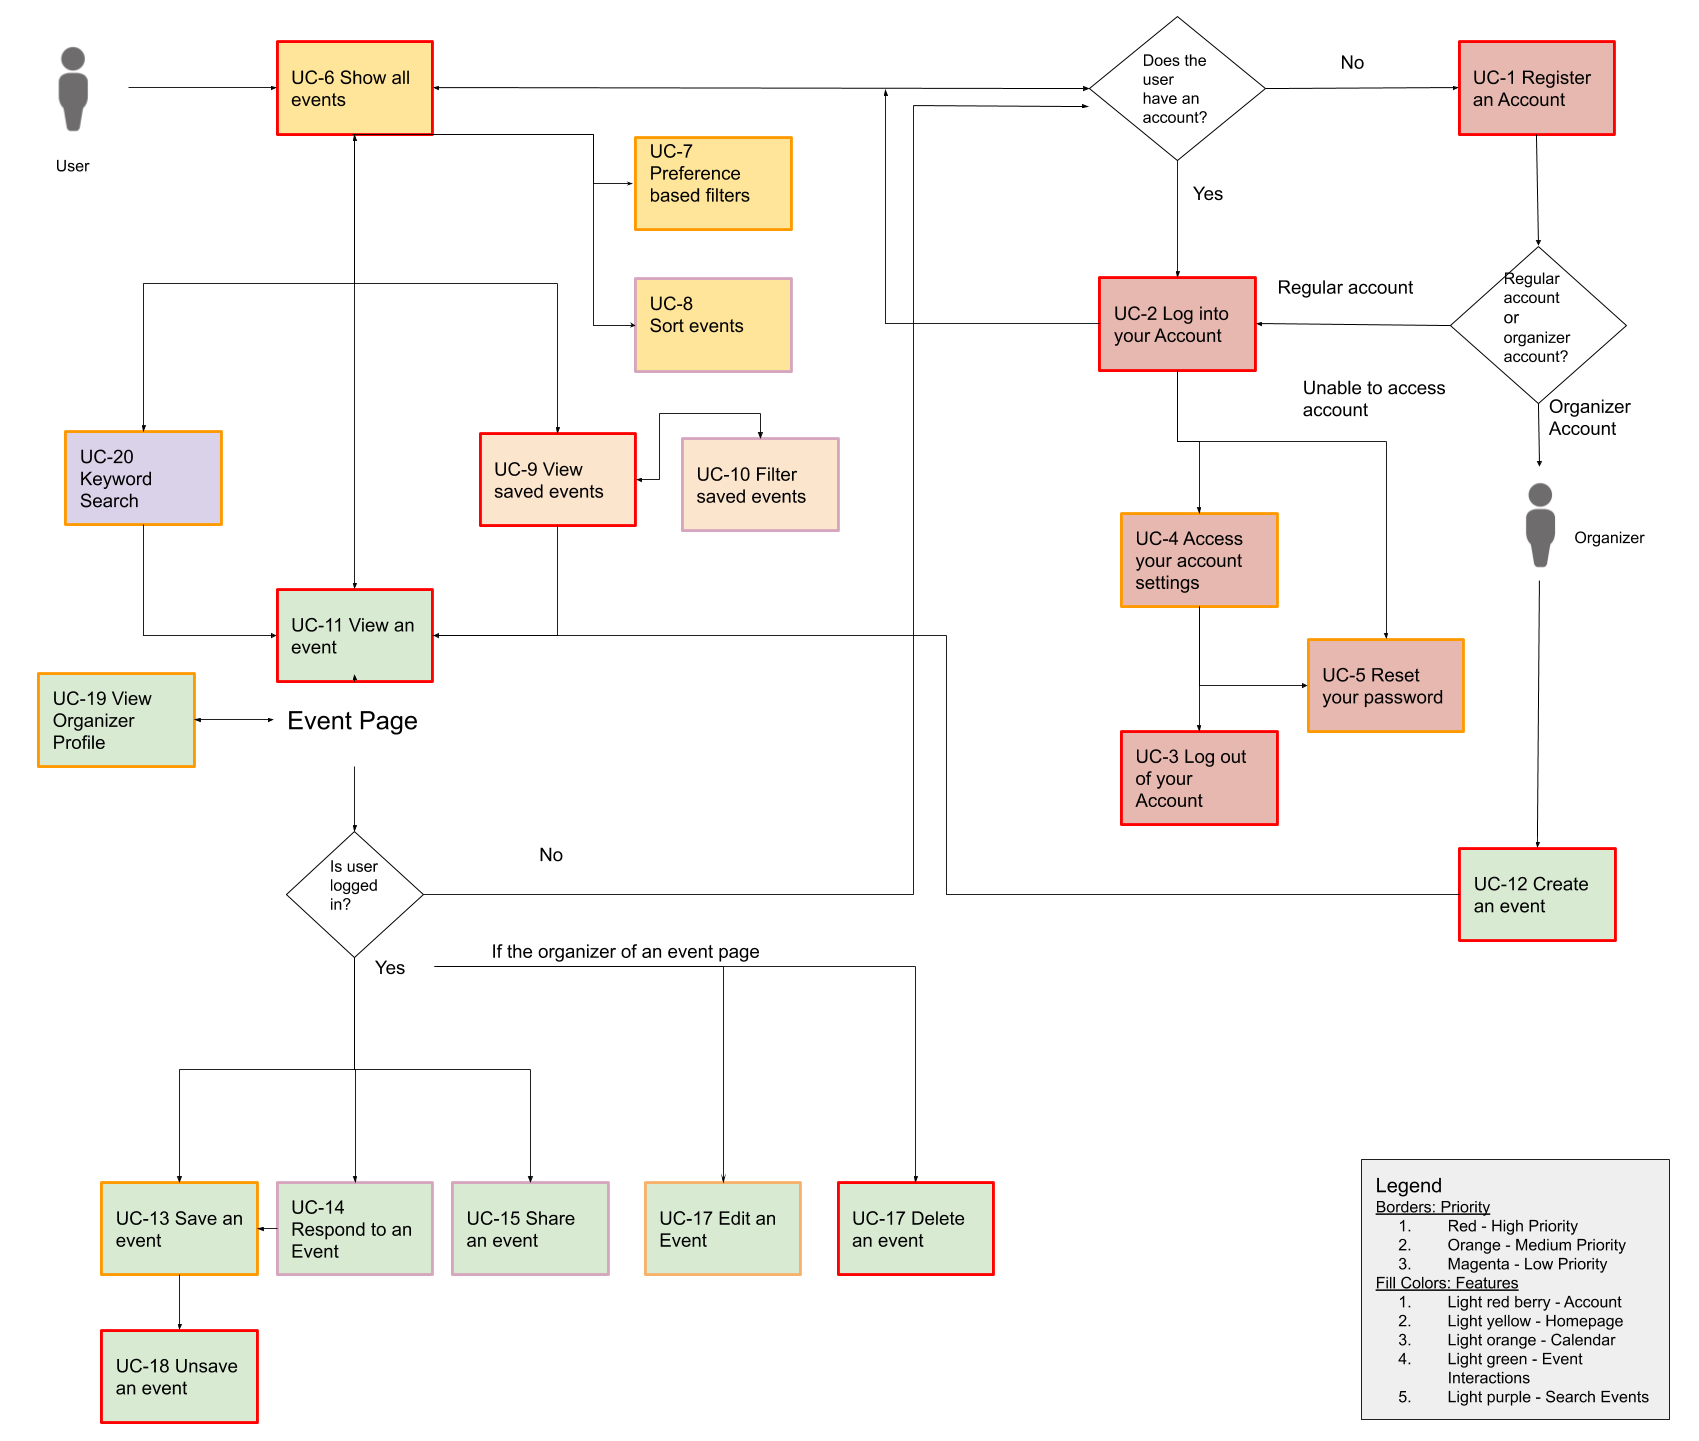 User
UC-6 Show all
events
Does the
user
have an
account?
No
UC-1 Register
an Account
UC-7
Preference
based filters
Yes
UC-8
Sort events
UC-2 Log into
your Account
Regular account
Regular
account
or
organizer
account?
Unable to access
account
Organizer
Account
UC-20
Keyword
Search
UC-9 View
saved events
UC-10 Filter
saved events
UC-4 Access
your account
settings
Organizer
UC-11 View an
event
UC-5 Reset
your password
UC-19 View
Organizer
Profile
Event Page
UC-3 Log out
of your
Account
Is user
logged
in?
No
UC-12 Create
an event
Yes
If the organizer of an event page
UC-13 Save an
event
UC-14
Respond to an
Event
UC-15 Share
an event
UC-17 Edit an
Event
UC-17 Delete
an event
UC-18 Unsave
an event
Legend
Borders: Priority
1. Red - High Priority
2. Orange - Medium Priority
3. Magenta - Low Priority
Fill Colors: Features
1. Light red berry - Account
2. Light yellow - Homepage
3. Light orange - Calendar
4. Light green - Event
Interactions
5. Light purple - Search Events